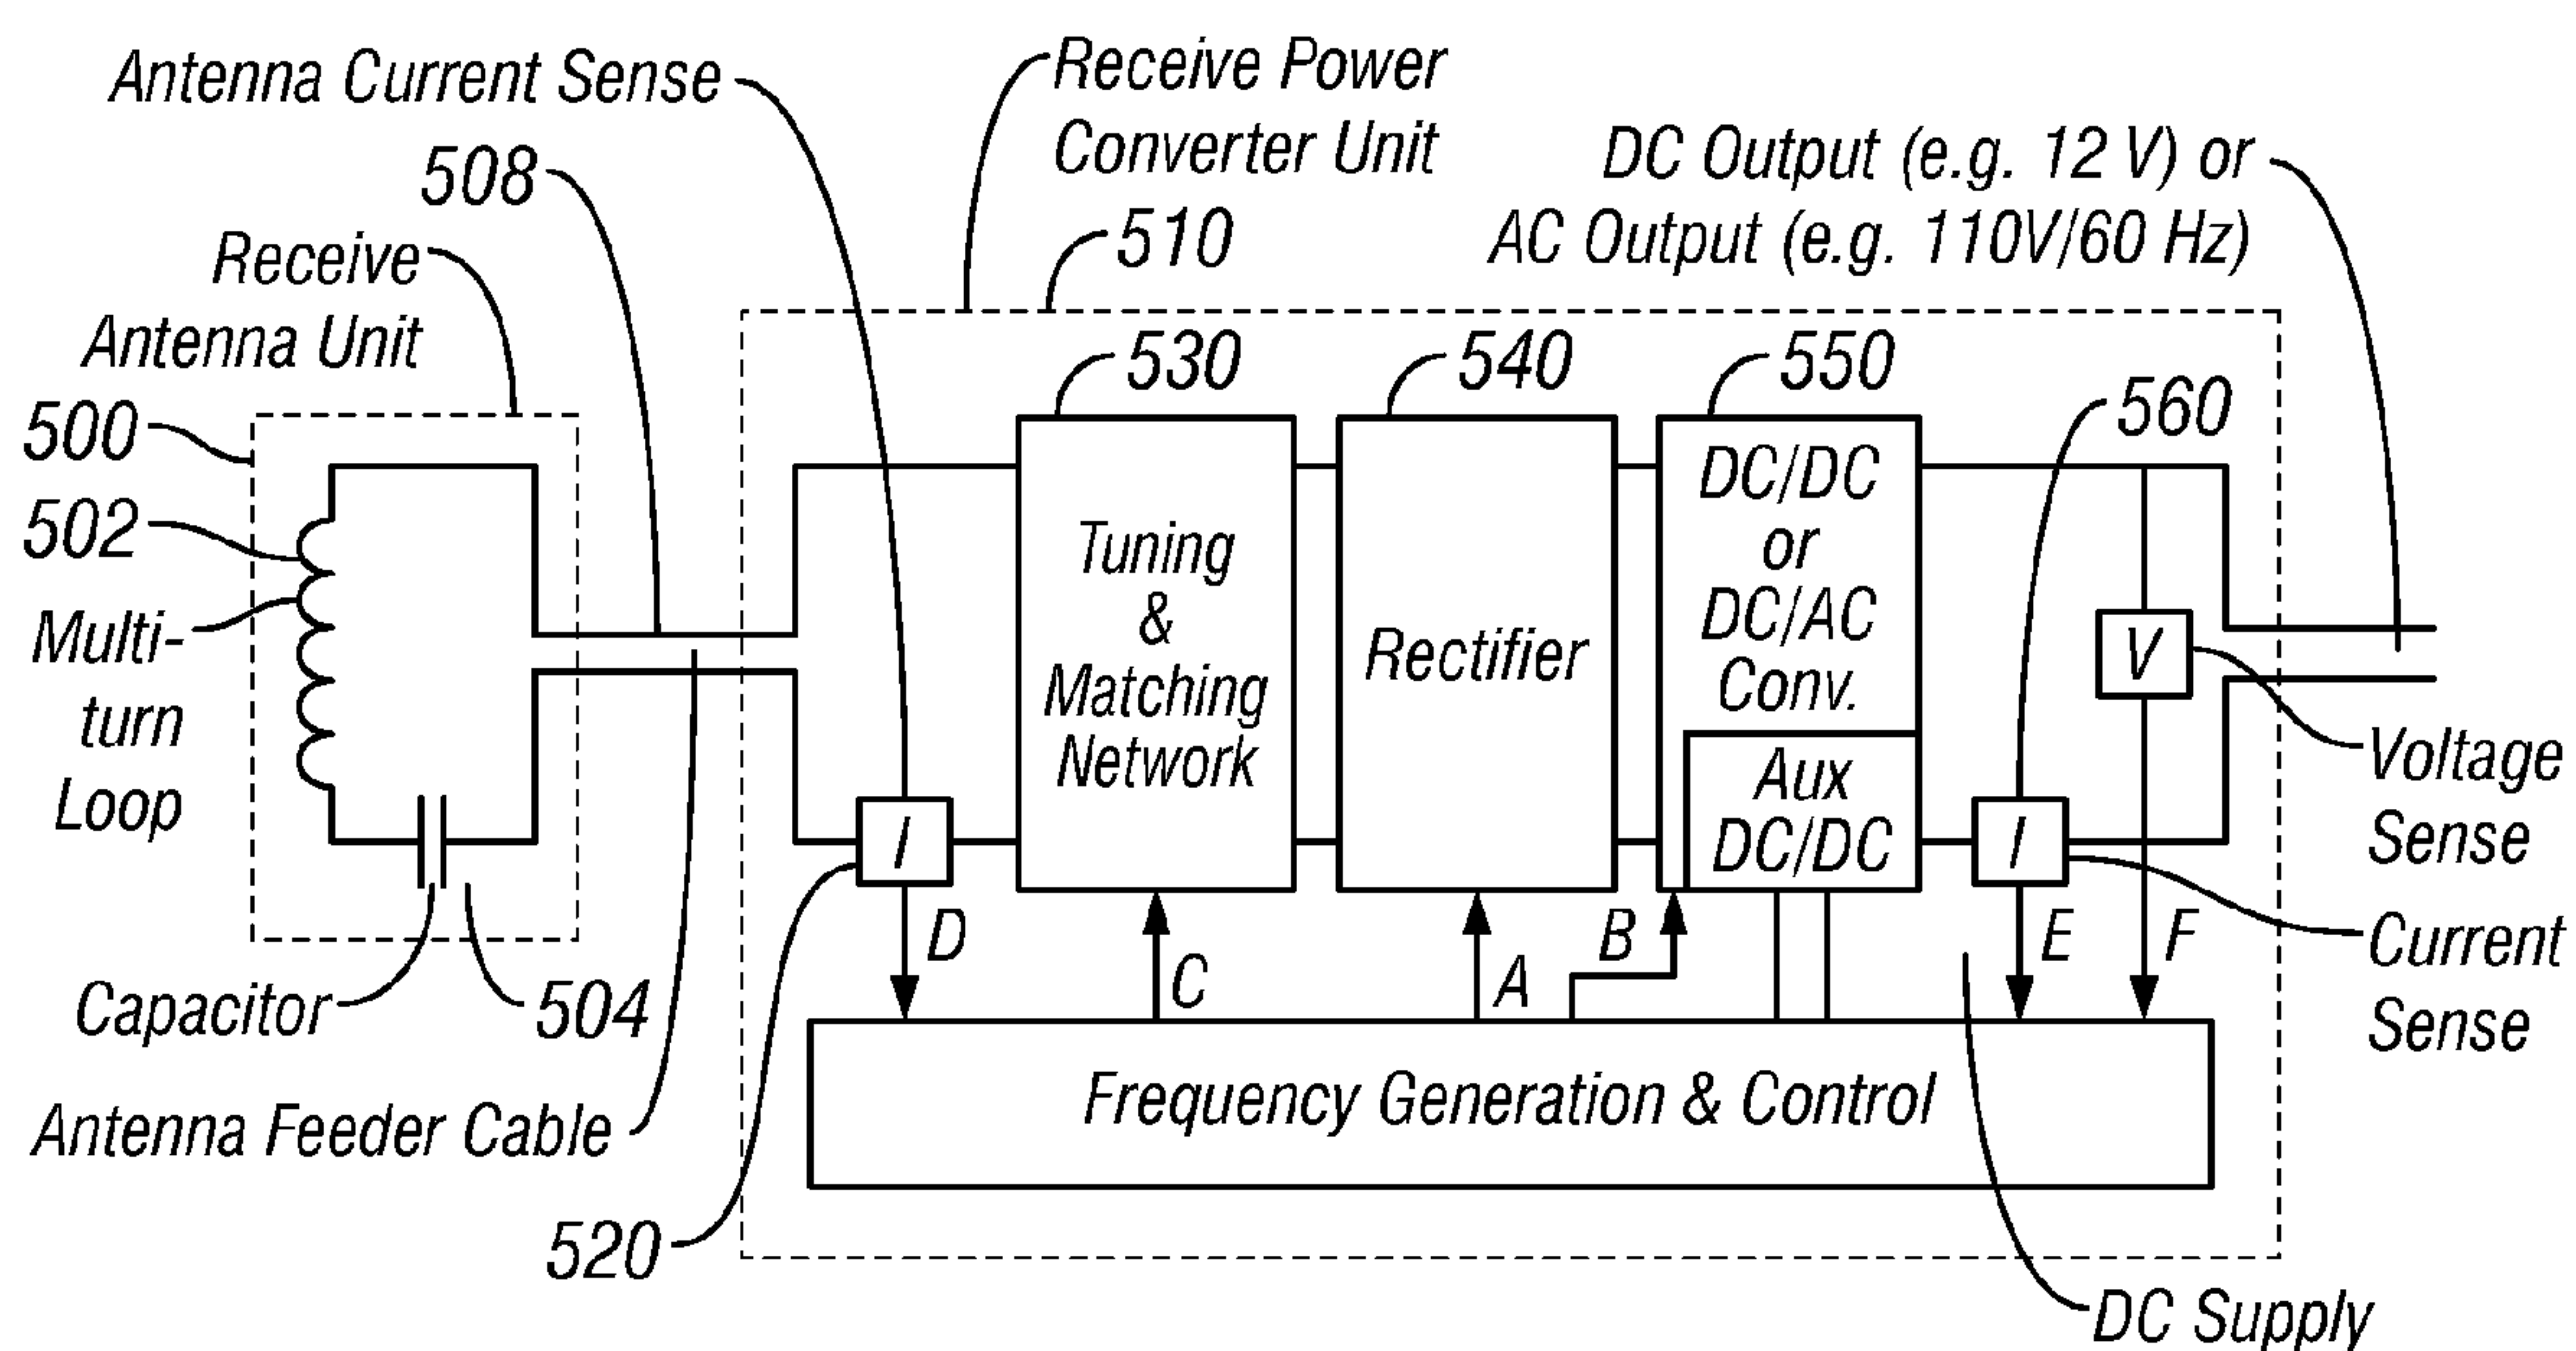 Antenna Current Sense
508
Receive Power
Converter Unit
510
DC Output (e.g. 12 V) or
AC Output (e.g. 110V/60 Hz)
Receive
Antenna Unit
500
502
Multi-
turn
Loop
Capacitor
504
Antenna Feeder Cable
520
530
540
550
560
Tuning
&
Matching
Network
Rectifier
DC/DC
or
DC/AC
Conv.
Aux
DC/DC
I
I
V
D
C
A
B
E
F
Voltage
Sense
Current
Sense
Frequency Generation & Control
DC Supply